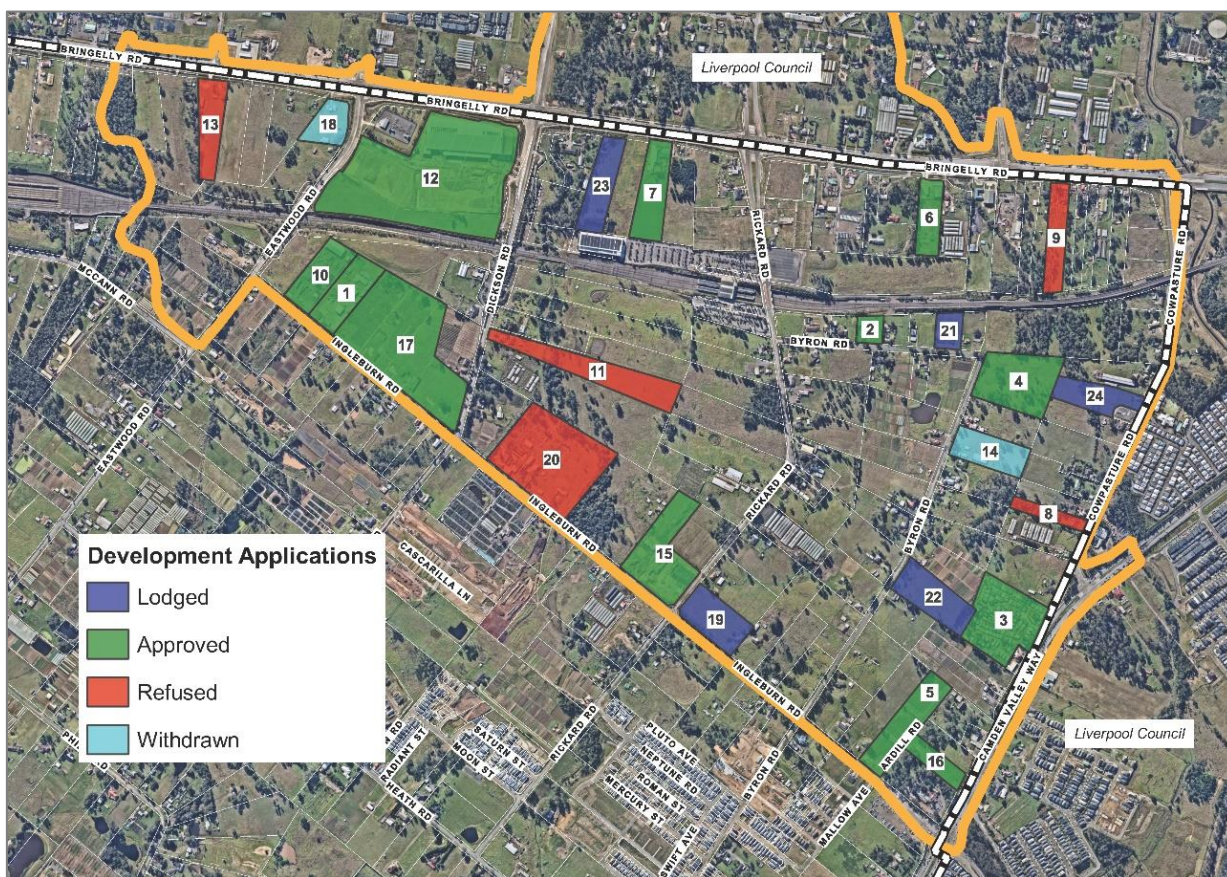 Liverpool Council
BRINGELLY RD
BRINGELLY RD
BRINGELLY RD
13
18
12
23
7
6
9
EASTWOOD RD
DICKSON RD
RICKARD RD
COWPASTURE RD
MCCANN RD
10
1
17
2
21
BYRON RD
INGLEBURN RD
11
4
24
EASTWOOD RD
20
14
COWPASTURE RD
RICKARD RD
8
BYRON RD
INGLEBURN RD
CASCARILLA LN
15
22
3
19
Development Applications
Lodged
Approved
Refused
Withdrawn
INGLEBURN RD
5
ARDILL RD
16
CAMDEN VALLEY WAY
Liverpool Council
RICKARD RD
SATURN ST
MOON ST
RADIANT ST
HEATH RD
PLUTO AVE
NEPTUNE RD
ROMAN ST
MERCURY ST
SWIFT AVE
BYRON RD
MALLOW AVE